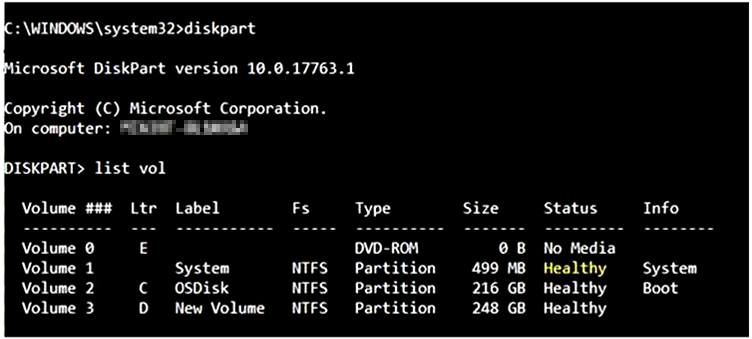 C:\WINDOWS\system32>diskpart
Microsoft DiskPart version 10.0.17763.1
Copyright (C) Microsoft Corporation.
On computer:
DISKPART> list vol
Volume ### Ltr Label Fs Type Size Status Info
---------- --- ----------- ----- ---------- ------- --------- --------
Volume 0 E DVD-ROM 0 B No Media
Volume 1 System NTFS Partition 499 MB Healthy System
Volume 2 C OSDisk NTFS Partition 216 GB Healthy Boot
Volume 3 D New Volume NTFS Partition 248 GB Healthy